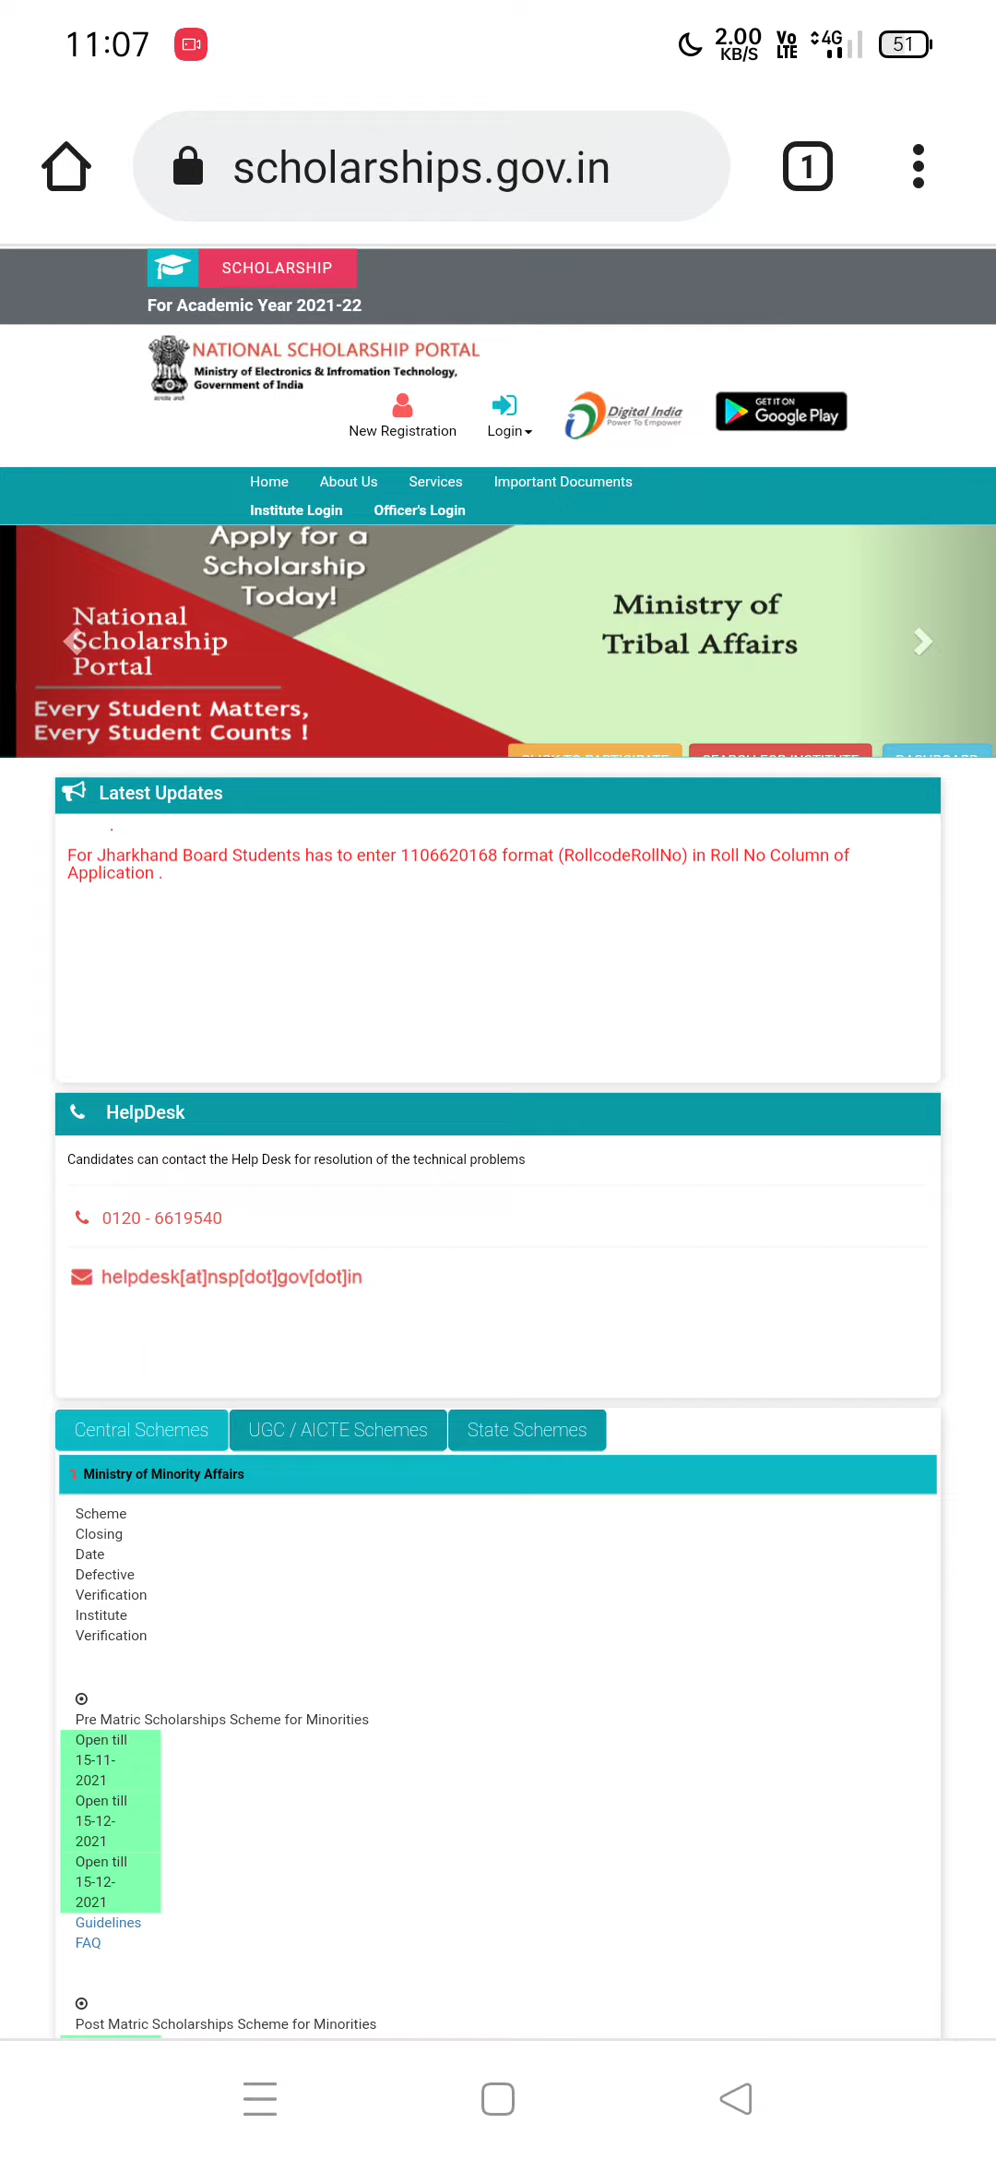 11:07
2.00
KB/S
Vo
LTE
4G
51
scholarships.gov.in
1
SCHOLARSHIP
For Academic Year 2021-22
NATIONAL SCHOLARSHIP PORTAL
Ministry of Electronics & Infromation Technology,
Government of India
New Registration
Login
Digital India
Power To Empower
GET IT ON
Google Play
Home About Us Services Important Documents
Institute Login Officer's Login
Apply for a
Scholarship
Today!
National
Scholarship
Portal
Every Student Matters,
Every Student Counts !
Ministry of
Tribal Affairs
CLICK TO PARTICIPATE SEARCH FOR INSTITUTE DASHBOARD
Latest Updates
.
For Jharkhand Board Students has to enter 1106620168 format (RollcodeRollNo) in Roll No Column of
Application .
HelpDesk
Candidates can contact the Help Desk for resolution of the technical problems
0120 - 6619540
helpdesk[at]nsp[dot]gov[dot]in
Central Schemes UGC / AICTE Schemes State Schemes
Ministry of Minority Affairs
Scheme
Closing
Date
Defective
Verification
Institute
Verification
Pre Matric Scholarships Scheme for Minorities
Open till
15-11-
2021
Open till
15-12-
2021
Open till
15-12-
2021
Guidelines
FAQ
Post Matric Scholarships Scheme for Minorities